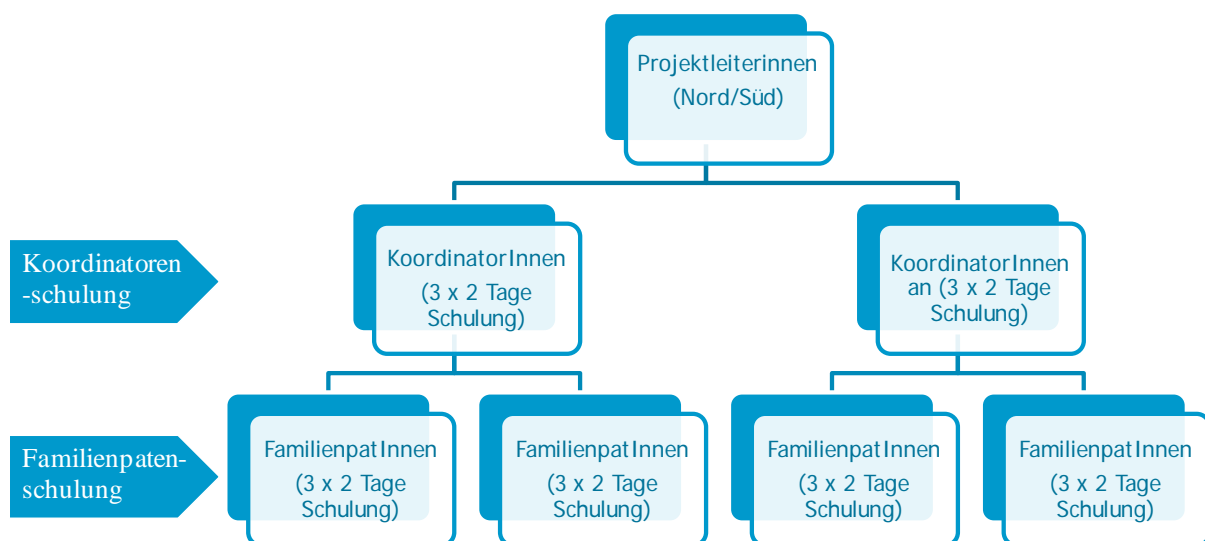 Projektleiterinnen
(Nord/Süd)
Koordinatoren
-schulung
KoordinatorInnen
(3 x 2 Tage
Schulung)
KoordinatorInnen
an (3 x 2 Tage
Schulung)
Familienpaten-
schulung
FamilienpatInnen
(3 x 2 Tage
Schulung)
FamilienpatInnen
(3 x 2 Tage
Schulung)
FamilienpatInnen
(3 x 2 Tage
Schulung)
FamilienpatInnen
(3 x 2 Tage
Schulung)